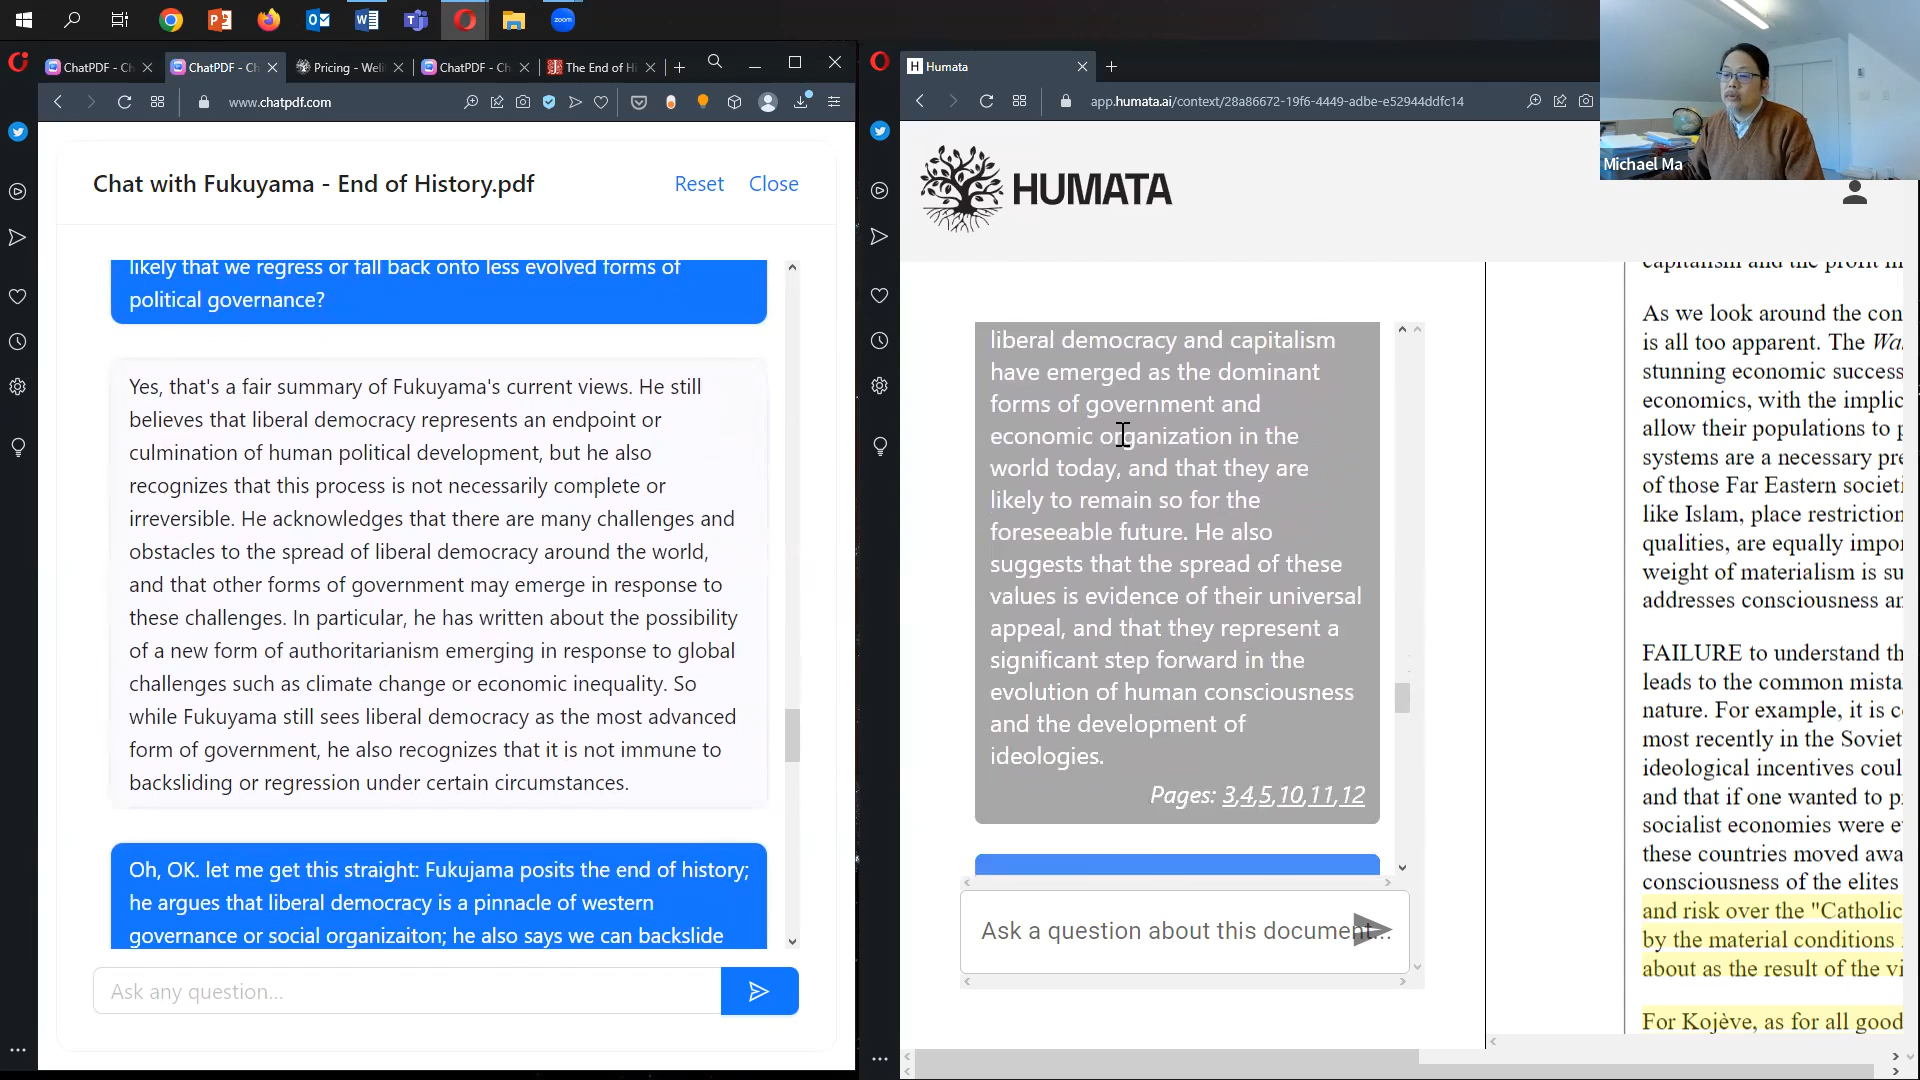 ChatPDF - Ch
ChatPDF - Ch
Pricing - Weli
ChatPDF - Ch
The End of Hi
www.chatpdf.com
Chat with Fukuyama - End of History.pdf
Reset
Close
likely that we regress or fall back onto less evolved forms of
political governance?
Yes, that's a fair summary of Fukuyama's current views. He still
believes that liberal democracy represents an endpoint or
culmination of human political development, but he also
recognizes that this process is not necessarily complete or
irreversible. He acknowledges that there are many challenges and
obstacles to the spread of liberal democracy around the world,
and that other forms of government may emerge in response to
these challenges. In particular, he has written about the possibility
of a new form of authoritarianism emerging in response to global
challenges such as climate change or economic inequality. So
while Fukuyama still sees liberal democracy as the most advanced
form of government, he also recognizes that it is not immune to
backsliding or regression under certain circumstances.
Oh, OK. let me get this straight: Fukujama posits the end of history;
he argues that liberal democracy is a pinnacle of western
governance or social organizaiton; he also says we can backslide
Ask any question...
Humata
app.humata.ai/context/28a86672-19f6-4449-adbe-e52944ddfc14
Michael Ma
HUMATA
liberal democracy and capitalism
have emerged as the dominant
forms of government and
economic organization in the
world today, and that they are
likely to remain so for the
foreseeable future. He also
suggests that the spread of these
values is evidence of their universal
appeal, and that they represent a
significant step forward in the
evolution of human consciousness
and the development of
ideologies.
Pages: 3,4,5,10,11,12
Ask a question about this document...
capitalism and the profit m
As we look around the con
is all too apparent. The Wa
stunning economic success
economics, with the implic
allow their populations to p
systems are a necessary pre
of those Far Eastern societi
like Islam, place restriction
qualities, are equally impor
weight of materialism is su
addresses consciousness an
FAILURE to understand th
leads to the common mista
nature. For example, it is c
most recently in the Soviet
ideological incentives coul
and that if one wanted to p
socialist economies were e
these countries moved awa
consciousness of the elites
and risk over the "Catholic
by the material conditions
about as the result of the vi
For Kojève, as for all good